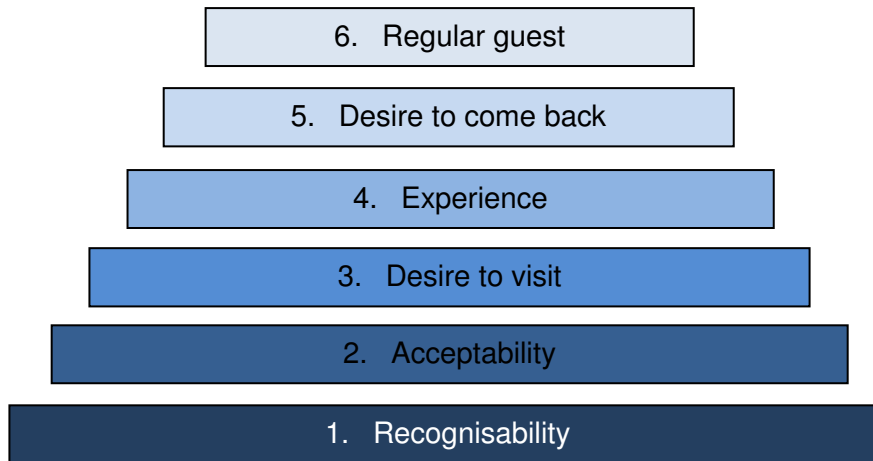 6. Regular guest
5. Desire to come back
4. Experience
3. Desire to visit
2. Acceptability
1. Recognisability